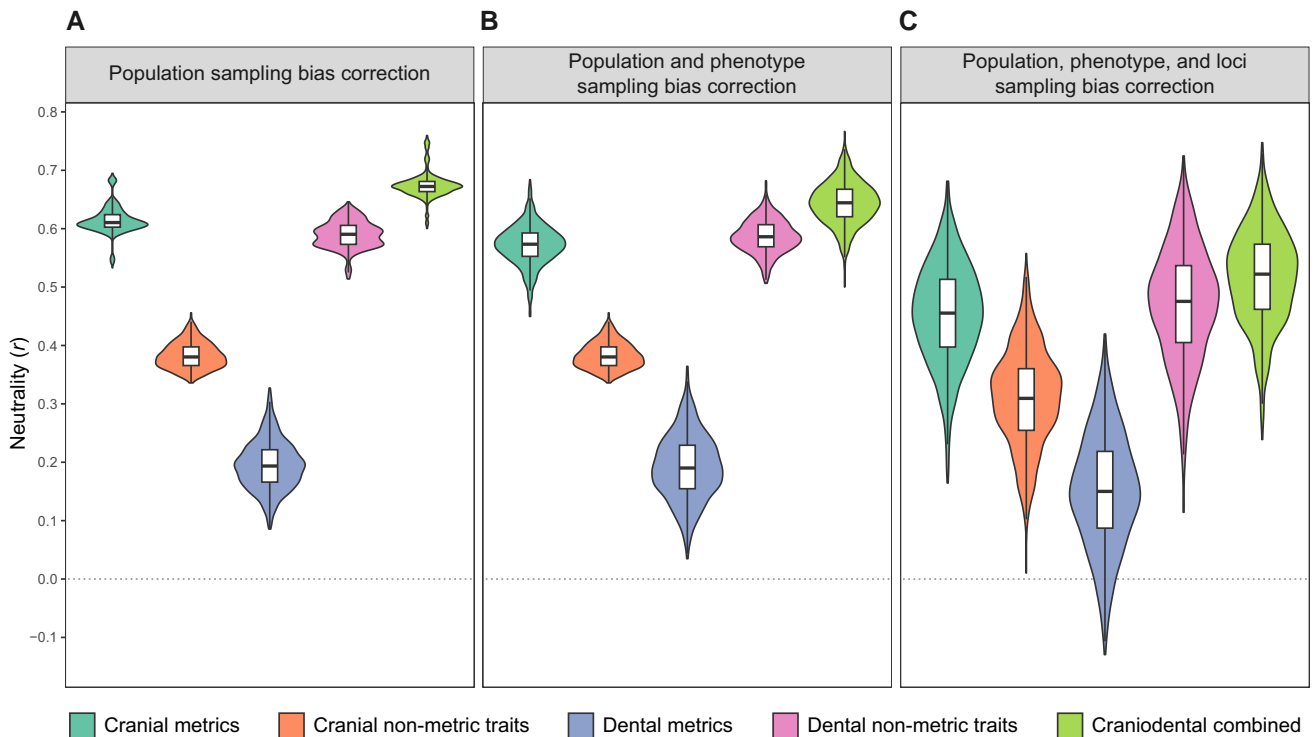 A
B
C
Population sampling bias correction
Population and phenotype
sampling bias correction
Population, phenotype, and loci
sampling bias correction
Neutrality (r)
0.8
0.7
0.6
0.5
0.4
0.3
0.2
0.1
0.0
−0.1
Cranial metrics
Cranial non-metric traits
Dental metrics
Dental non-metric traits
Craniodental combined